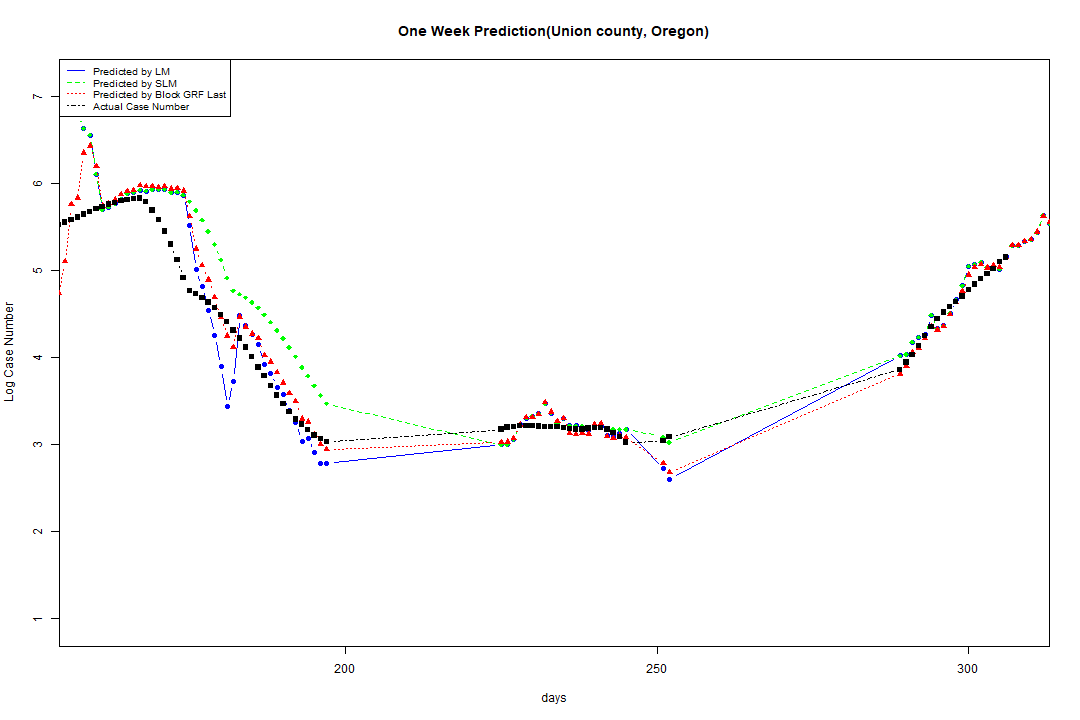 One Week Prediction(Union county, Oregon)
Predicted by LM
Predicted by SLM
Predicted by Block GRF Last
Actual Case Number
7
6
5
4
3
2
1
Log Case Number
200 250 300
days